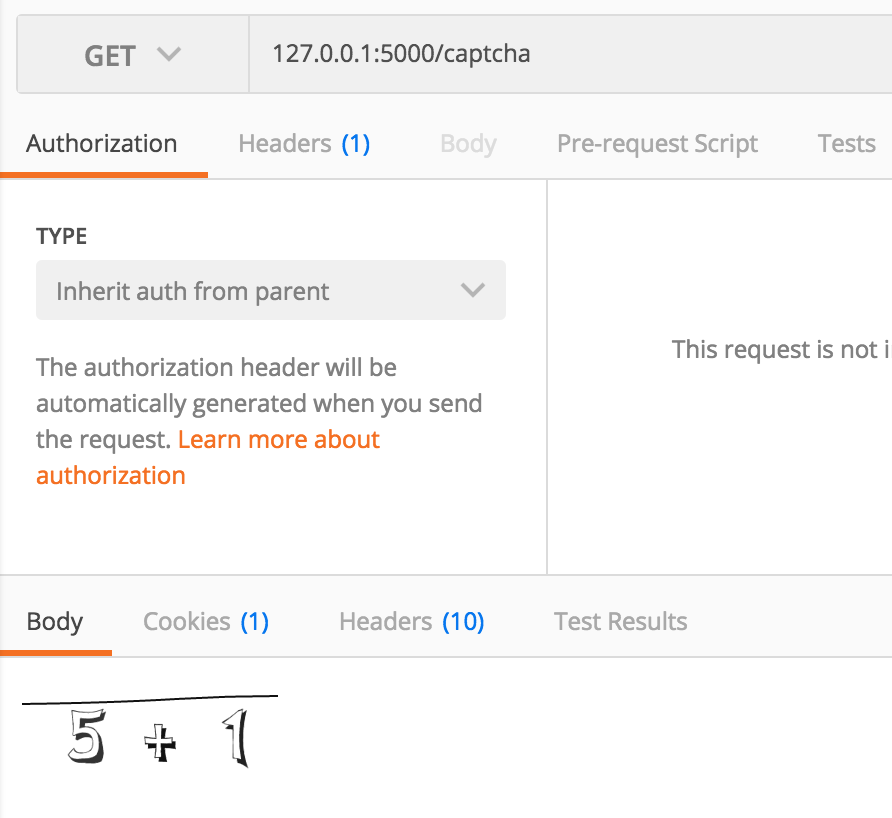 GET 127.0.0.1:5000/captcha
Authorization Headers (1) Body Pre-request Script Tests
TYPE
Inherit auth from parent
The authorization header will be
automatically generated when you send
the request. Learn more about
authorization
This request is not
Body Cookies (1) Headers (10) Test Results
5 + 1